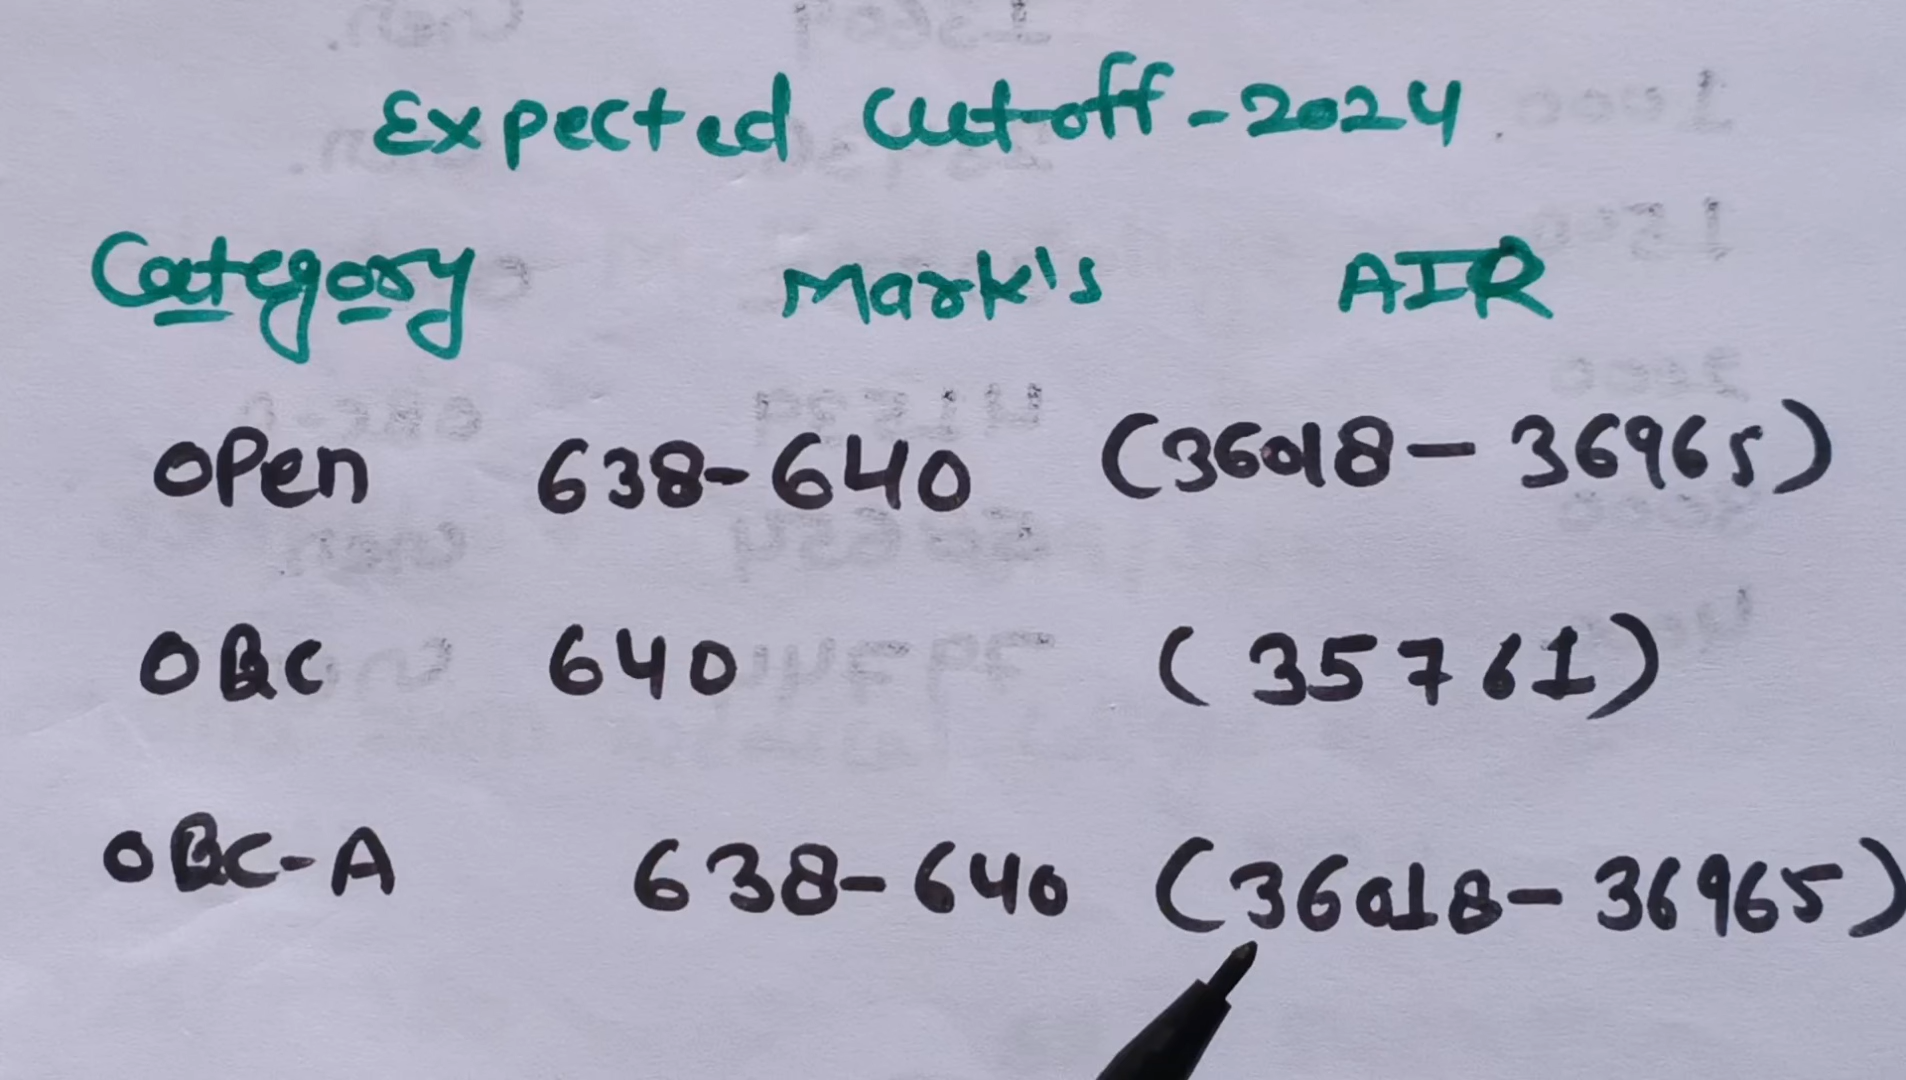 Expected Cut-off-2024
Category Mark's AIR
OPen 638-640 (36018-36965)
OBC 640 (35761)
OBC-A 638-640 (36018-36965)